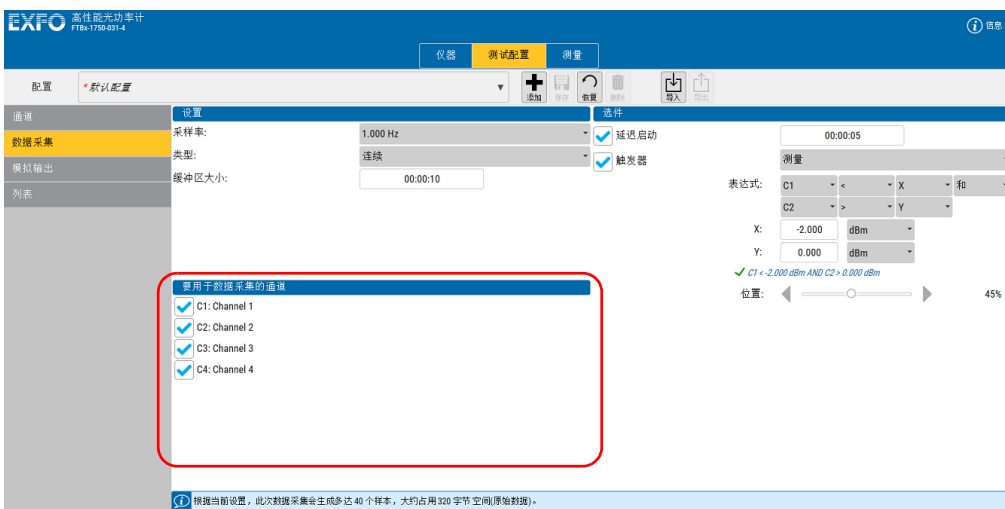 EXFO 高性能光功率计
FTBx-1750-031-4
信息
仪器 测试配置 测量
配置 *默认配置
添加 保存 恢复 删除 导入 导出
通道
数据采集
模拟输出
列表
设置
采样率: 1.000 Hz
类型: 连续
缓冲区大小: 00:00:10
要用于数据采集的通道
C1: Channel 1
C2: Channel 2
C3: Channel 3
C4: Channel 4
选件
延迟启动 00:00:05
触发器 测量
表达式: C1 < X 和
C2 > Y
X: -2.000 dBm
Y: 0.000 dBm
C1 < -2.000 dBm AND C2 > 0.000 dBm
位置: 45%
根据当前设置，此次数据采集会生成多达 40 个样本，大约占用 320 字节 空间(原始数据)。